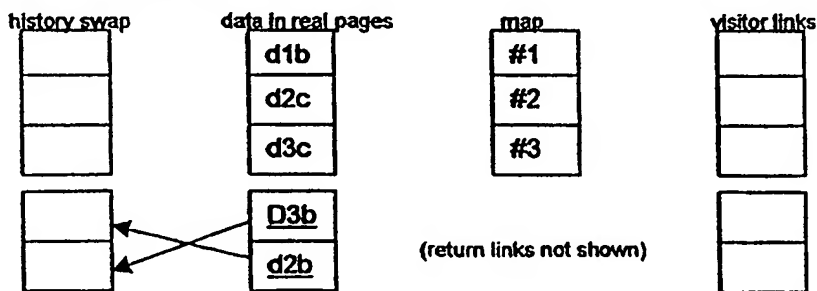 history swap data in real pages map visitor links
d1b #1
d2c #2
d3c #3
D3b
d2b
(return links not shown)